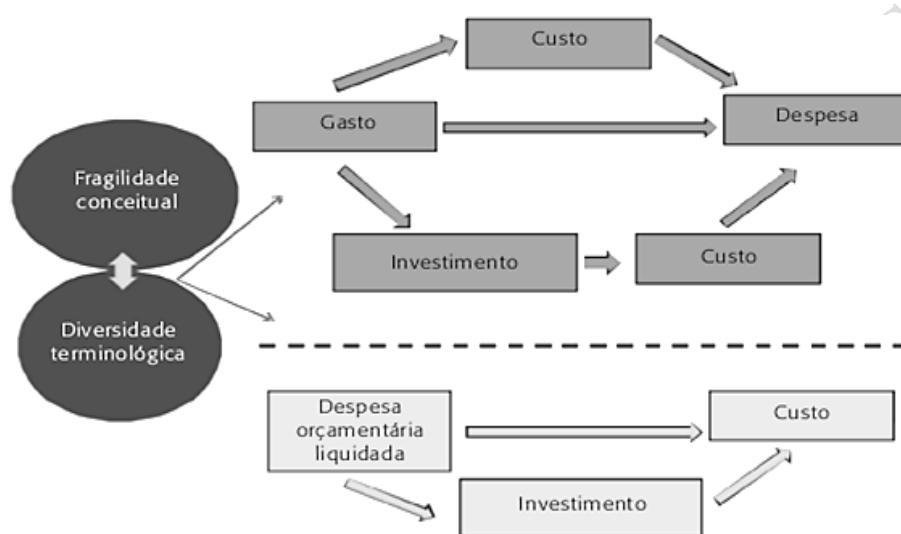 Custo
Gasto
Despesa
Fragilidade
conceitual
Investimento
Custo
Diversidade
terminológica
Despesa
orçamentária
liquidada
Custo
Investimento